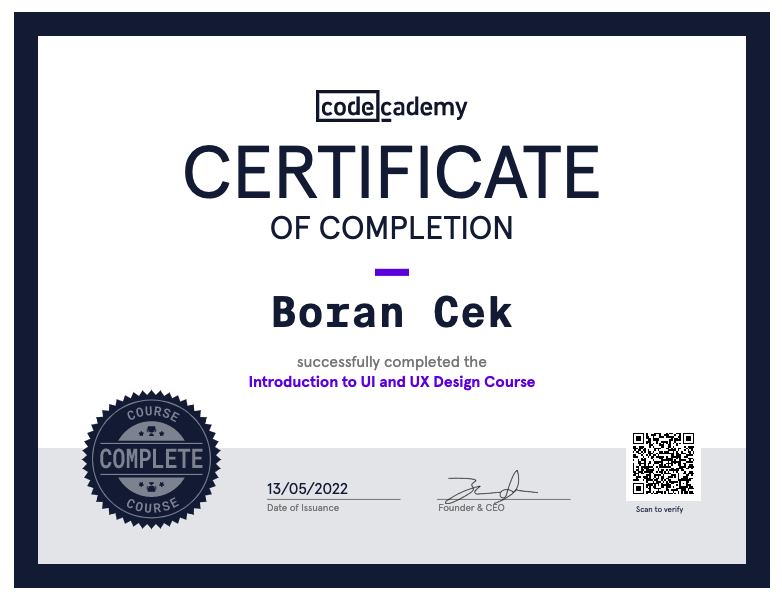 codecademy
CERTIFICATE
OF COMPLETION
Boran Cek
successfully completed the
Introduction to UI and UX Design Course
COURSE
COMPLETE
COURSE
13/05/2022
Date of Issuance
Founder & CEO
Scan to verify